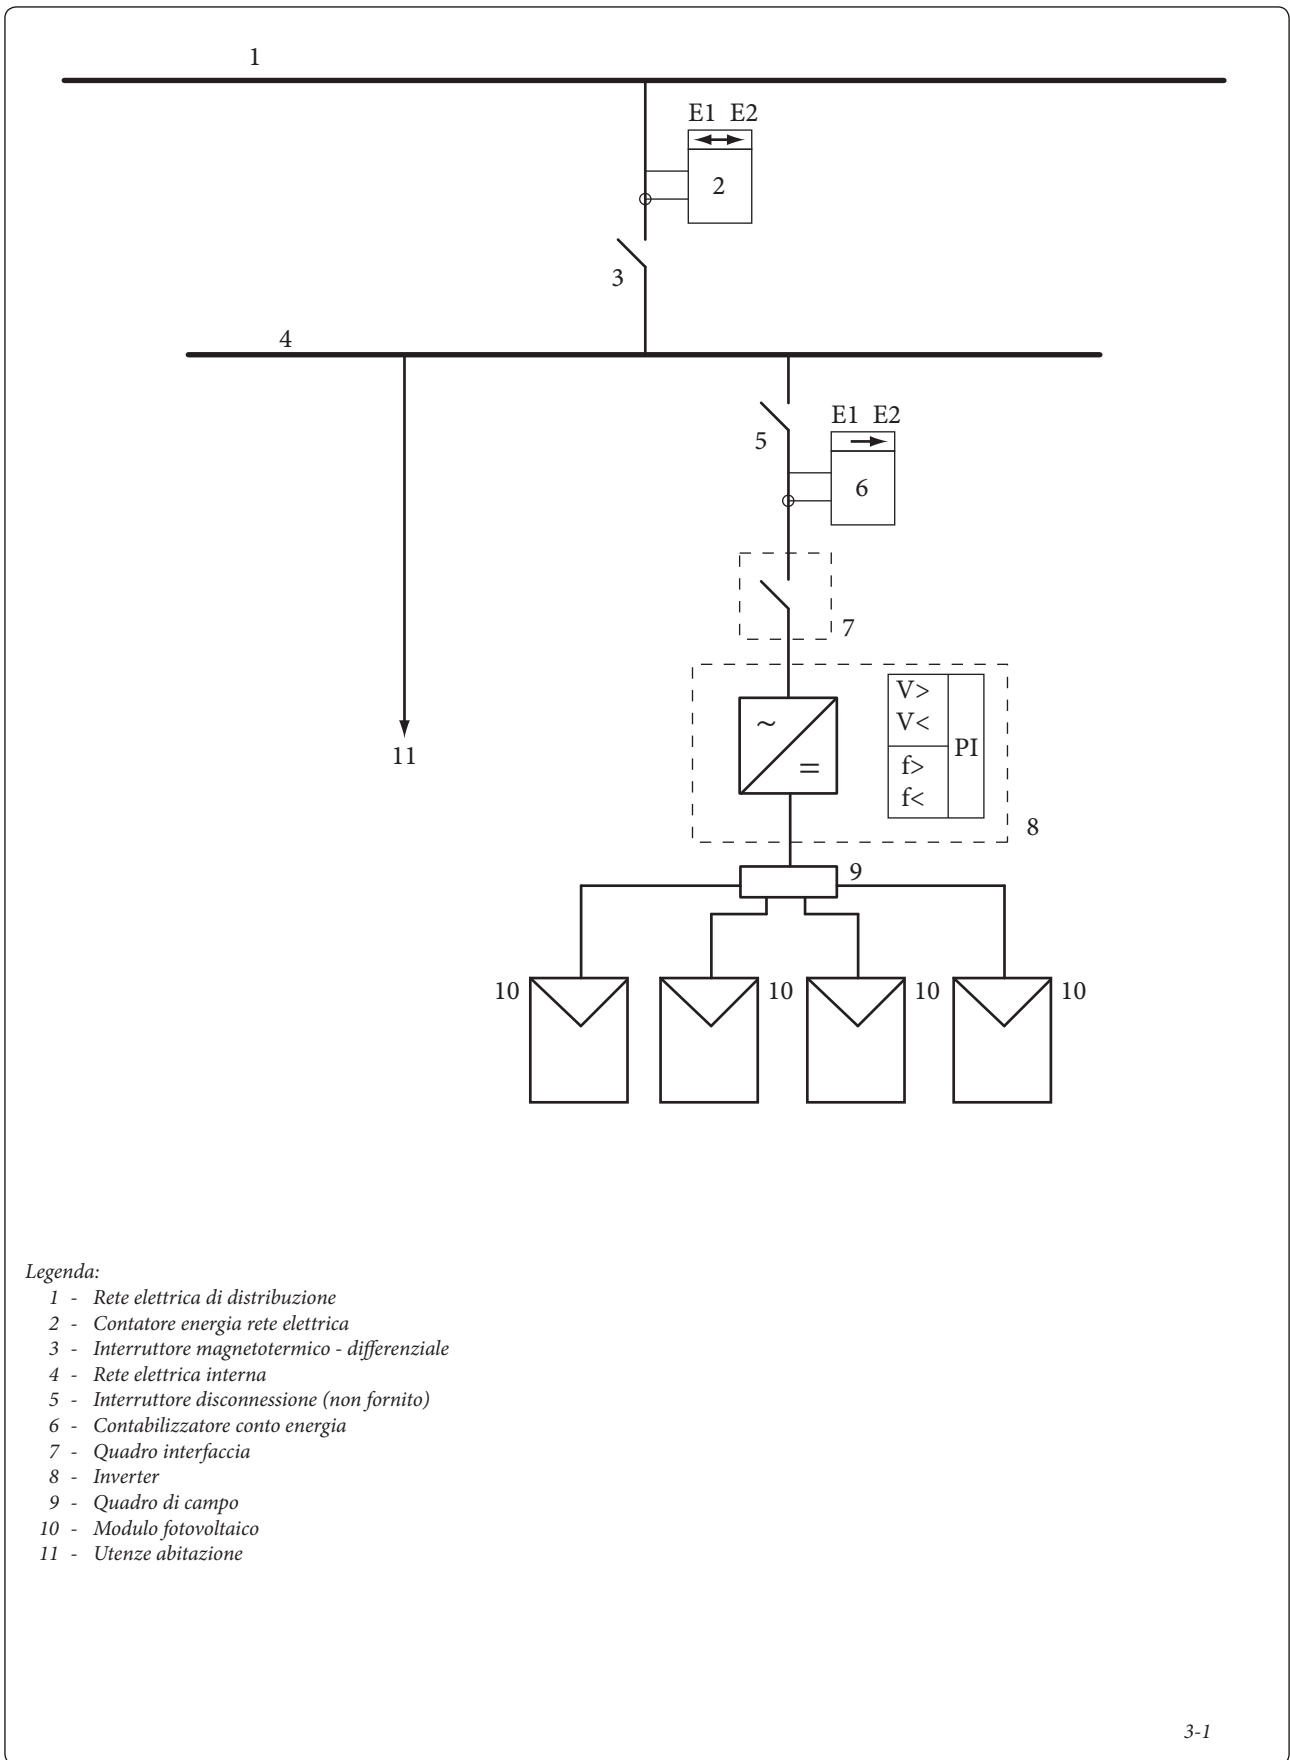 1
E1 E2
2
3
4
5
E1 E2
6
7
V>
V<
PI
f>
f<
~
=
8
11
9
10
10
10
10
Legenda:
1 - Rete elettrica di distribuzione
2 - Contatore energia rete elettrica
3 - Interruttore magnetotermico - differenziale
4 - Rete elettrica interna
5 - Interruttore disconnessione (non fornito)
6 - Contabilizzatore conto energia
7 - Quadro interfaccia
8 - Inverter
9 - Quadro di campo
10 - Modulo fotovoltaico
11 - Utenze abitazione
3-1